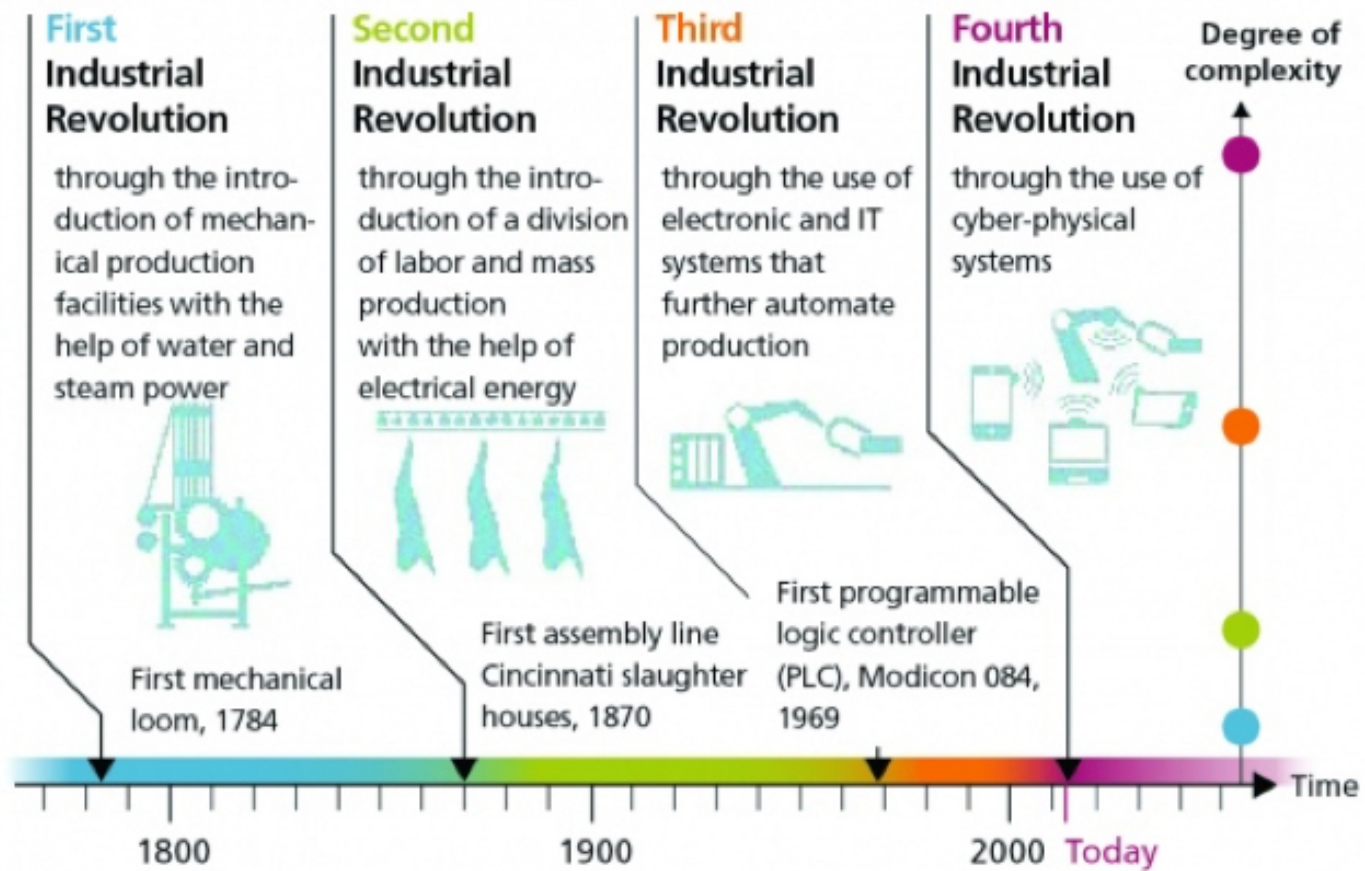 First
Industrial
Revolution
through the intro-
duction of mechan-
ical production
facilities with the
help of water and
steam power
First mechanical
loom, 1784
Second
Industrial
Revolution
through the intro-
duction of a division
of labor and mass
production
with the help of
electrical energy
First assembly line
Cincinnati slaughter
houses, 1870
Third
Industrial
Revolution
through the use of
electronic and IT
systems that
further automate
production
First programmable
logic controller
(PLC), Modicon 084,
1969
Fourth
Industrial
Revolution
through the use of
cyber-physical
systems
Degree of
complexity
Time
1800
1900
2000
Today